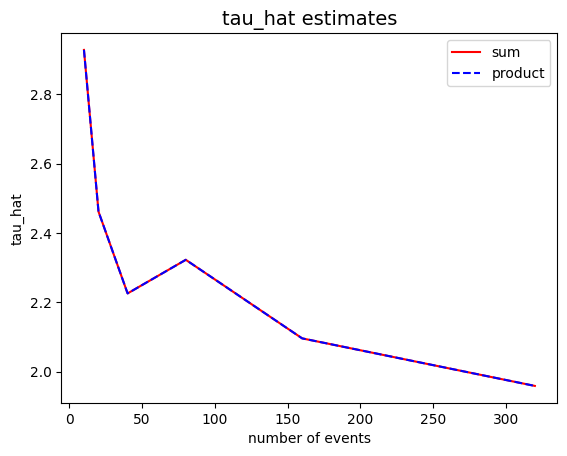 tau_hat estimates
sum
product
tau_hat
2.8
2.6
2.4
2.2
2.0
0
50
100
150
200
250
300
number of events